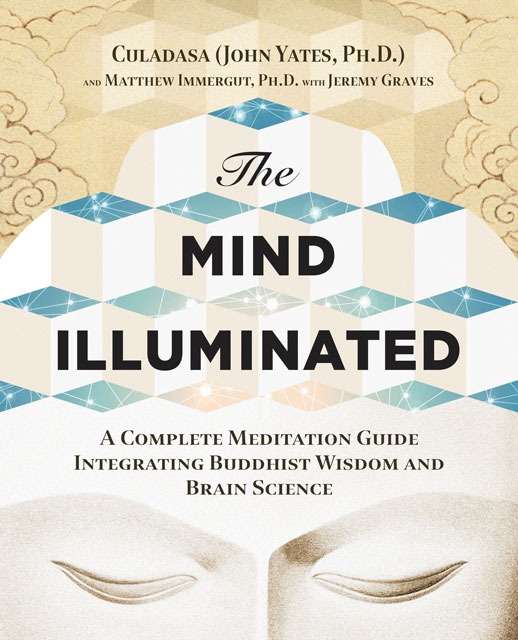 Culadasa (John Yates, Ph.D.)
and Matthew Immergut, Ph.D. with Jeremy Graves
The
MIND
ILLUMINATED
A Complete Meditation Guide
Integrating Buddhist Wisdom and
Brain Science